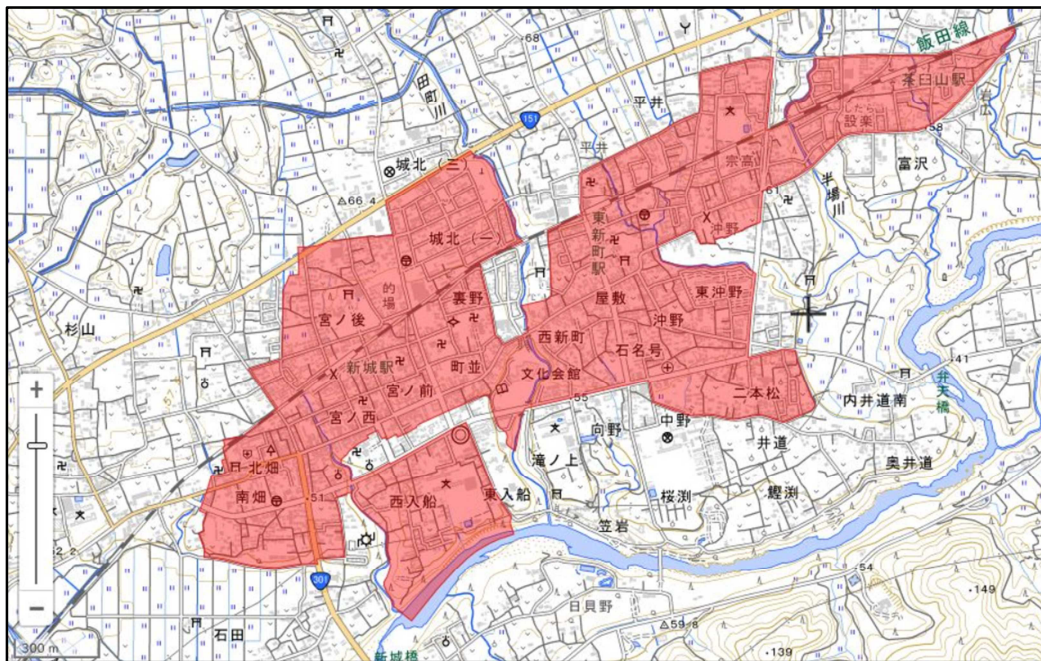 飯田線
茶臼山駅
68
平井
田町川
151
岩広
設楽
58
平井
城北(三)
宗高
富沢
半場川
61
△66.4
沖野
城北(一)
東新町駅
的場
裏野
屋敷
東沖野
宮ノ後
沖野
杉山
西新町
石名号
新城駅
町並
文化会館
41
弁天橋
57
宮ノ前
二本松
内井道南
宮ノ西
55
中野
向野
井道
滝ノ上
奥井道
北畑
南畑
51
西入船
東入船
桜渕
鰹渕
笠岩
52.2
301
54
日貝野
149
石田
△59.8
300 m
新城橋
139
+
−